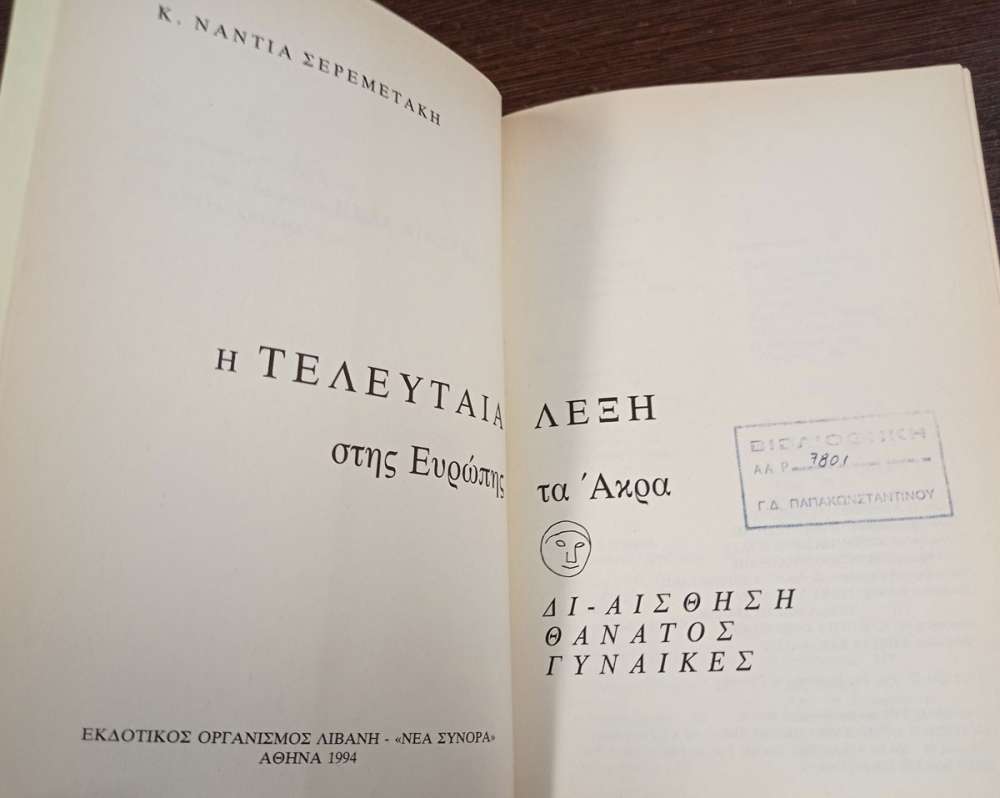 Κ. ΝΑΝΤΙΑ ΣΕΡΕΜΕΤΑΚΗ
Η ΤΕΛΕΥΤΑΙΑ ΛΕΞΗ
στης Ευρώπης τα Άκρα
ΔΙ-ΑΙΣΘΗΣΗ
ΘΑΝΑΤΟΣ
ΓΥΝΑΙΚΕΣ
ΒΙΒΛΙΟΘΗΚΗ
ΑΑ Ρ 7801
Γ.Δ. ΠΑΠΑΚΩΝΣΤΑΝΤΙΝΟΥ
ΕΚΔΟΤΙΚΟΣ ΟΡΓΑΝΙΣΜΟΣ ΛΙΒΑΝΗ - «ΝΕΑ ΣΥΝΟΡΑ»
ΑΘΗΝΑ 1994